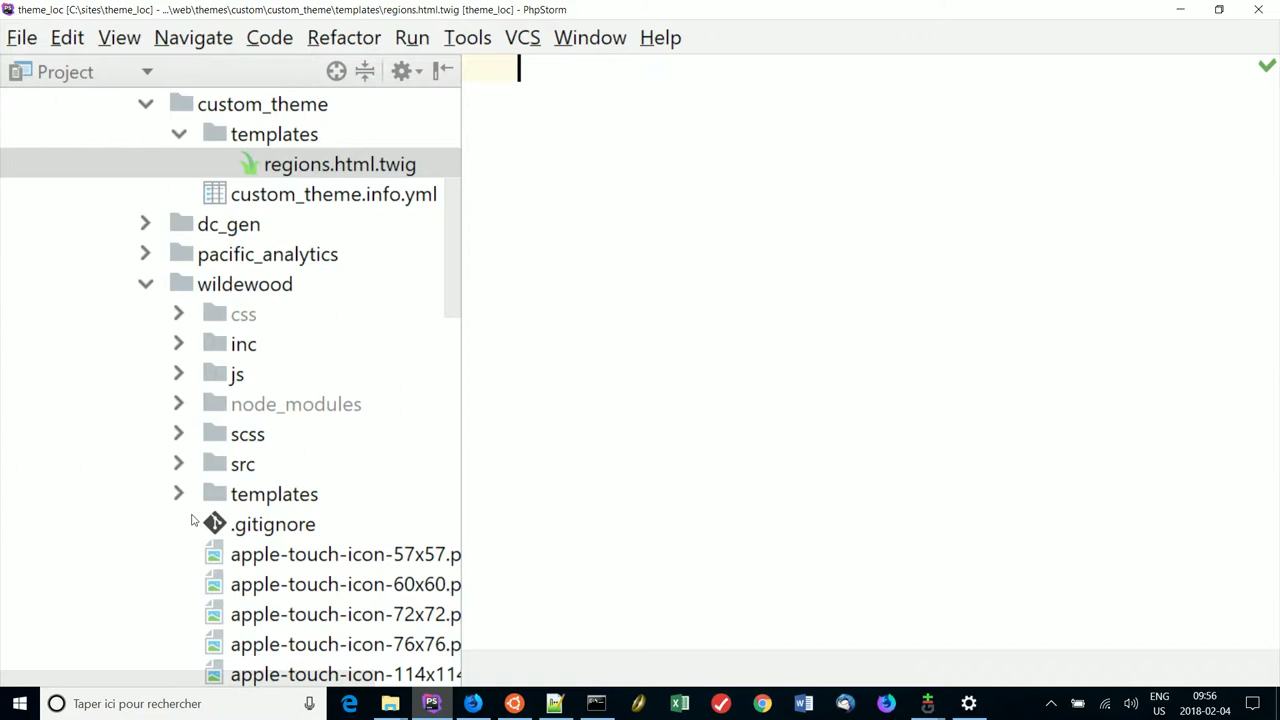 theme_loc [C:\sites\theme_loc] - ...\web\themes\custom\custom_theme\templates\regions.html.twig [theme_loc] - PhpStorm
File Edit View Navigate Code Refactor Run Tools VCS Window Help
Project
custom_theme
templates
regions.html.twig
custom_theme.info.yml
dc_gen
pacific_analytics
wildewood
css
inc
js
node_modules
scss
src
templates
.gitignore
apple-touch-icon-57x57.p
apple-touch-icon-60x60.p
apple-touch-icon-72x72.p
apple-touch-icon-76x76.p
apple-touch-icon-114x114
Taper ici pour rechercher
ENG 09:56
US 2018-02-04